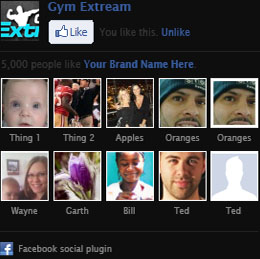 Gym Extream
Extr
Like You like this. Unlike
5,000 people like Your Brand Name Here.
Thing 1 Thing 2 Apples Oranges Oranges
Wayne Garth Bill Ted Ted
Facebook social plugin